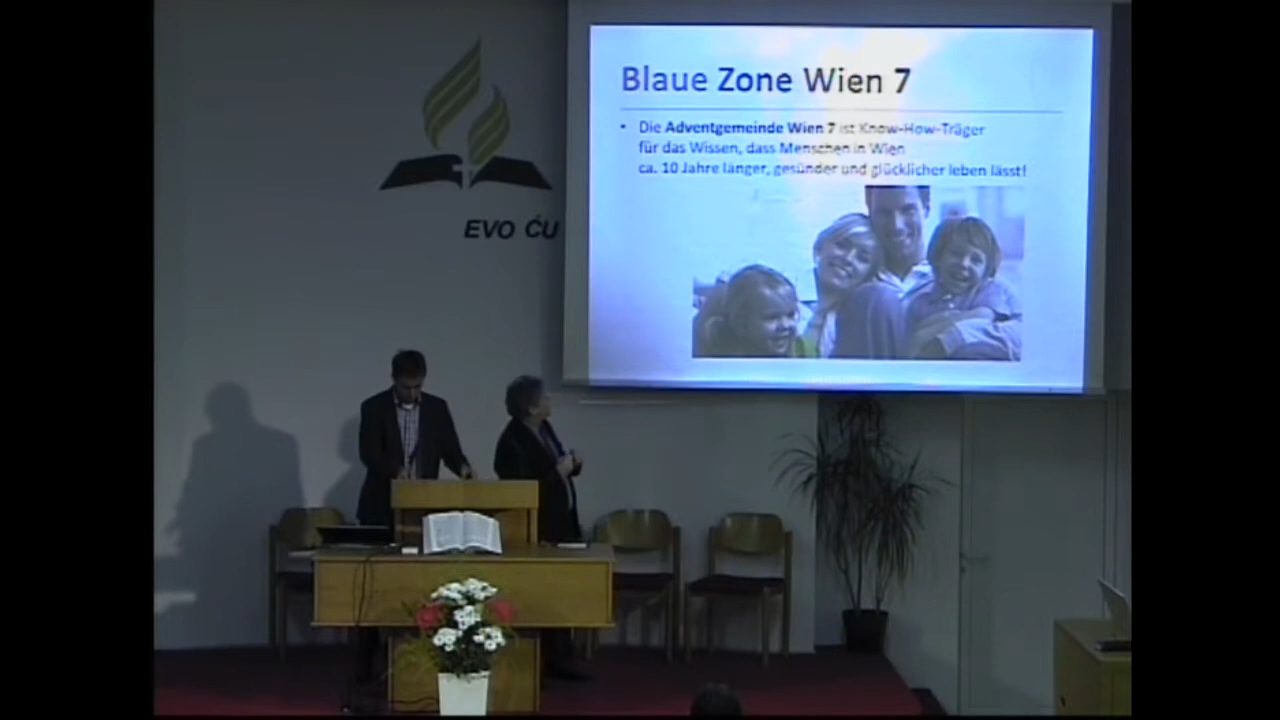 Blaue Zone Wien 7
• Die Adventgemeinde Wien 7 ist Know-How-Träger
für das Wissen, dass Menschen in Wien
ca. 10 Jahre länger, gesünder und glücklicher leben lässt!
EVO ĆU